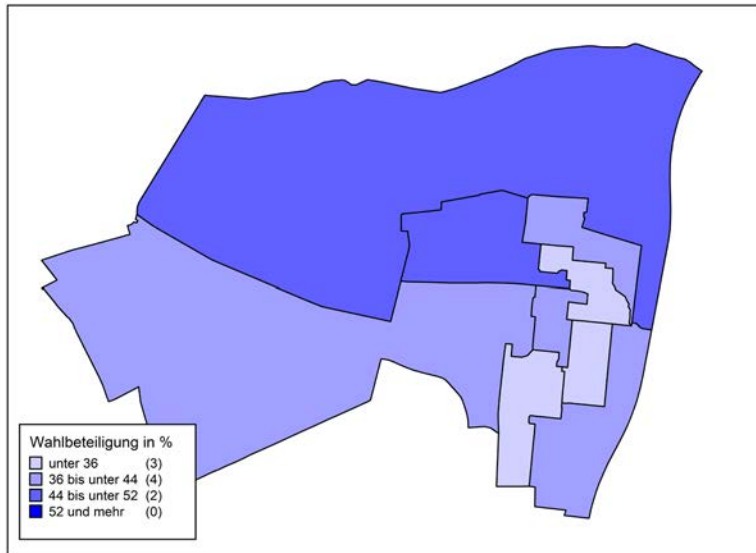 Wahlbeteiligung in %
unter 36 (3)
36 bis unter 44 (4)
44 bis unter 52 (2)
52 und mehr (0)